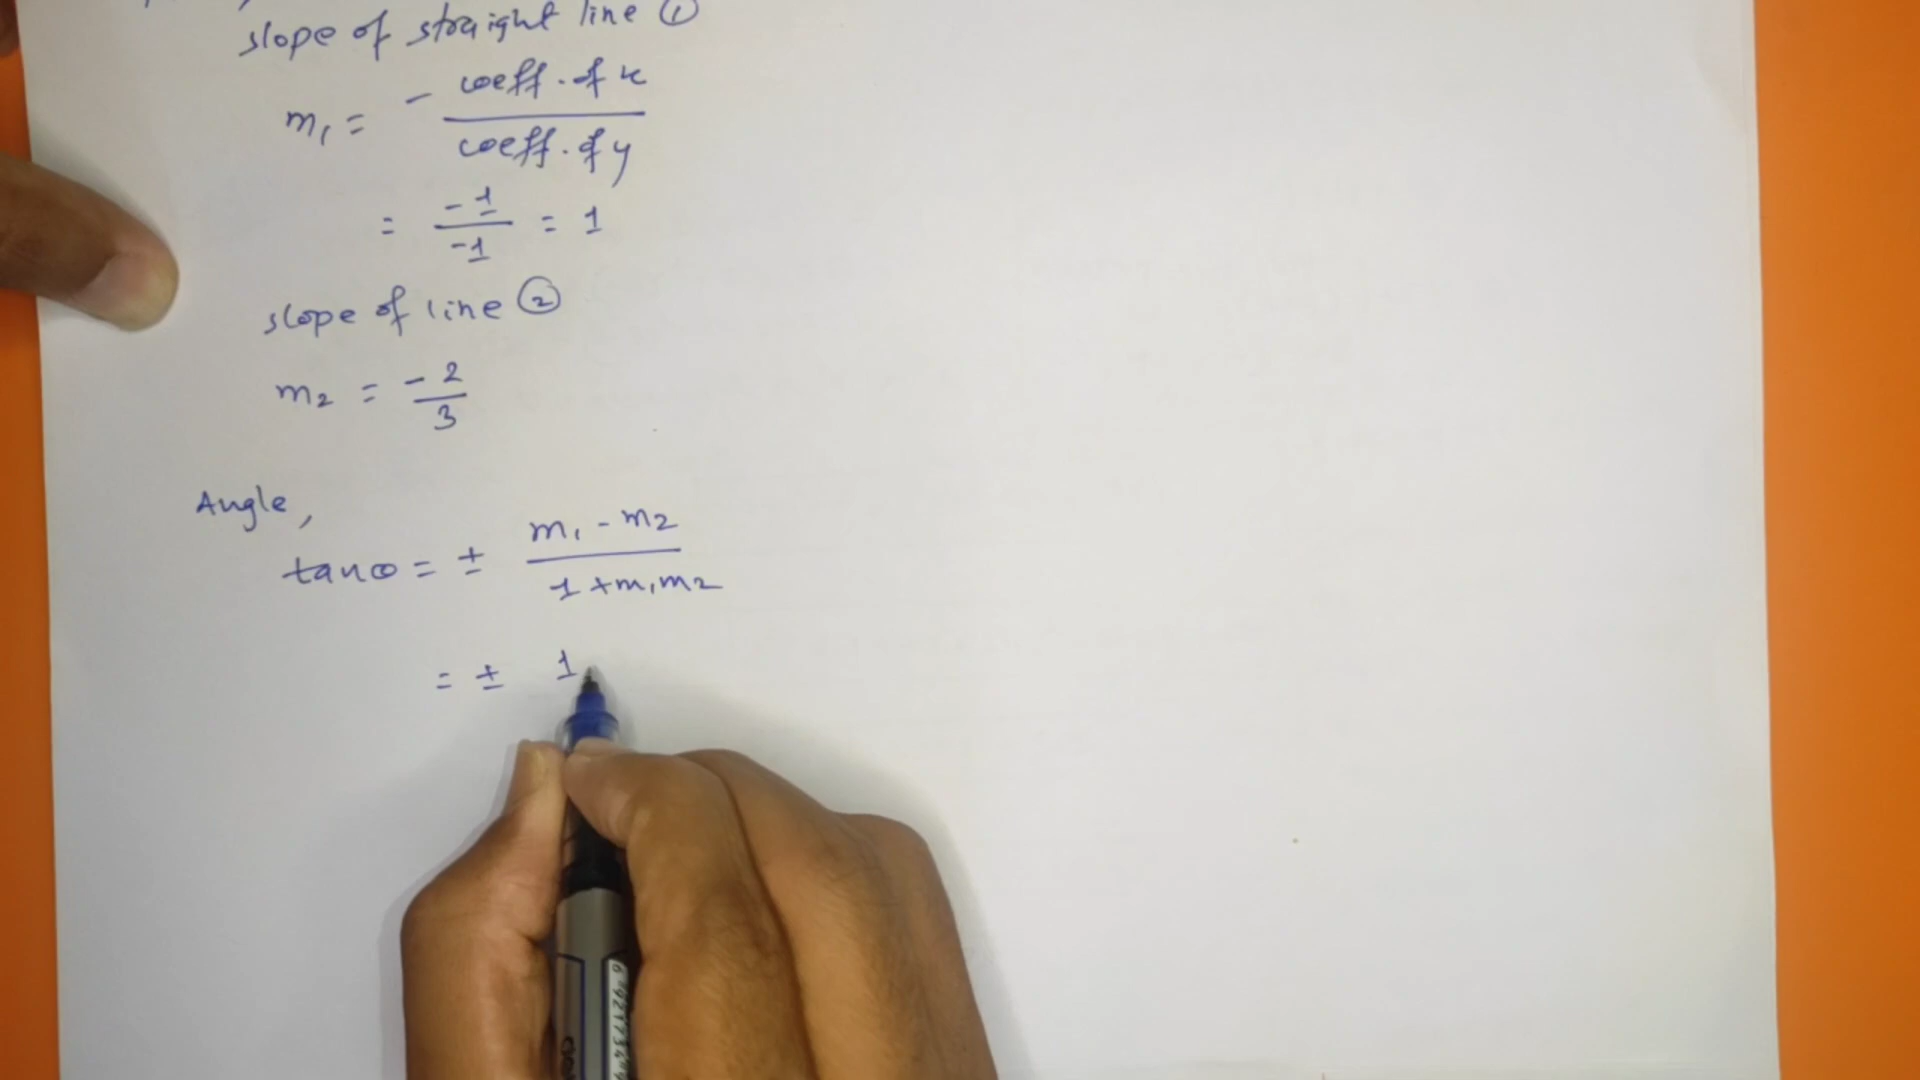 slope of straight line ①
m₁ = - coeff. of x / coeff. of y
= -1 / -1 = 1
slope of line ②
m₂ = -2 / 3
Angle,
tanθ = ± m₁ - m₂ / 1 + m₁m₂
= ± 1